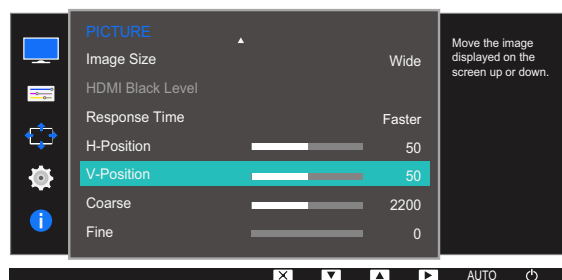 PICTURE
Image Size Wide
HDMI Black Level
Response Time Faster
H-Position 50
V-Position 50
Coarse 2200
Fine 0
Move the image
displayed on the
screen up or down.
AUTO